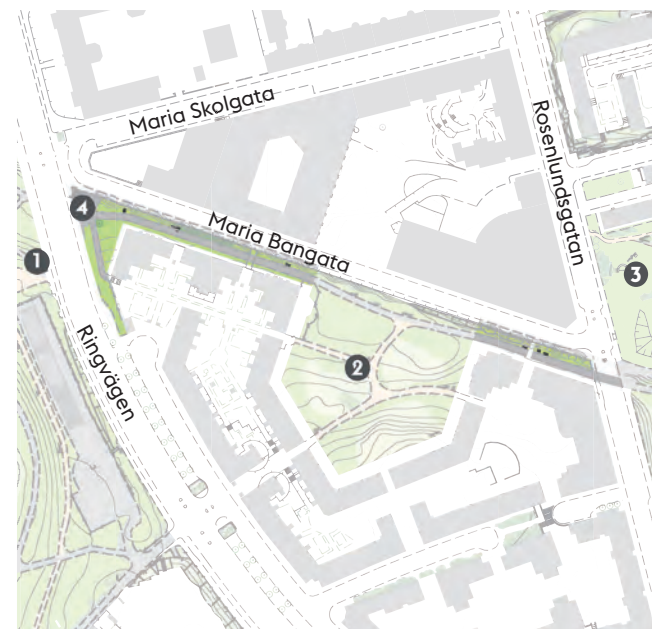 Maria Skolgata
Rosenlundsgatan
4
Maria Bangata
1
3
Ringvägen
2